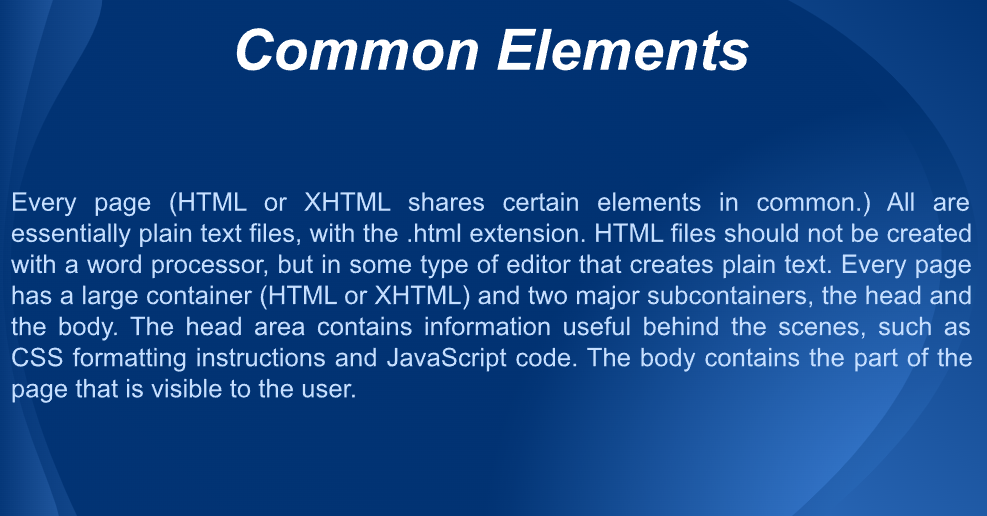 Common Elements
Every page (HTML or XHTML shares certain elements in common.) All are
essentially plain text files, with the .html extension. HTML files should not be created
with a word processor, but in some type of editor that creates plain text. Every page
has a large container (HTML or XHTML) and two major subcontainers, the head and
the body. The head area contains information useful behind the scenes, such as
CSS formatting instructions and JavaScript code. The body contains the part of the
page that is visible to the user.